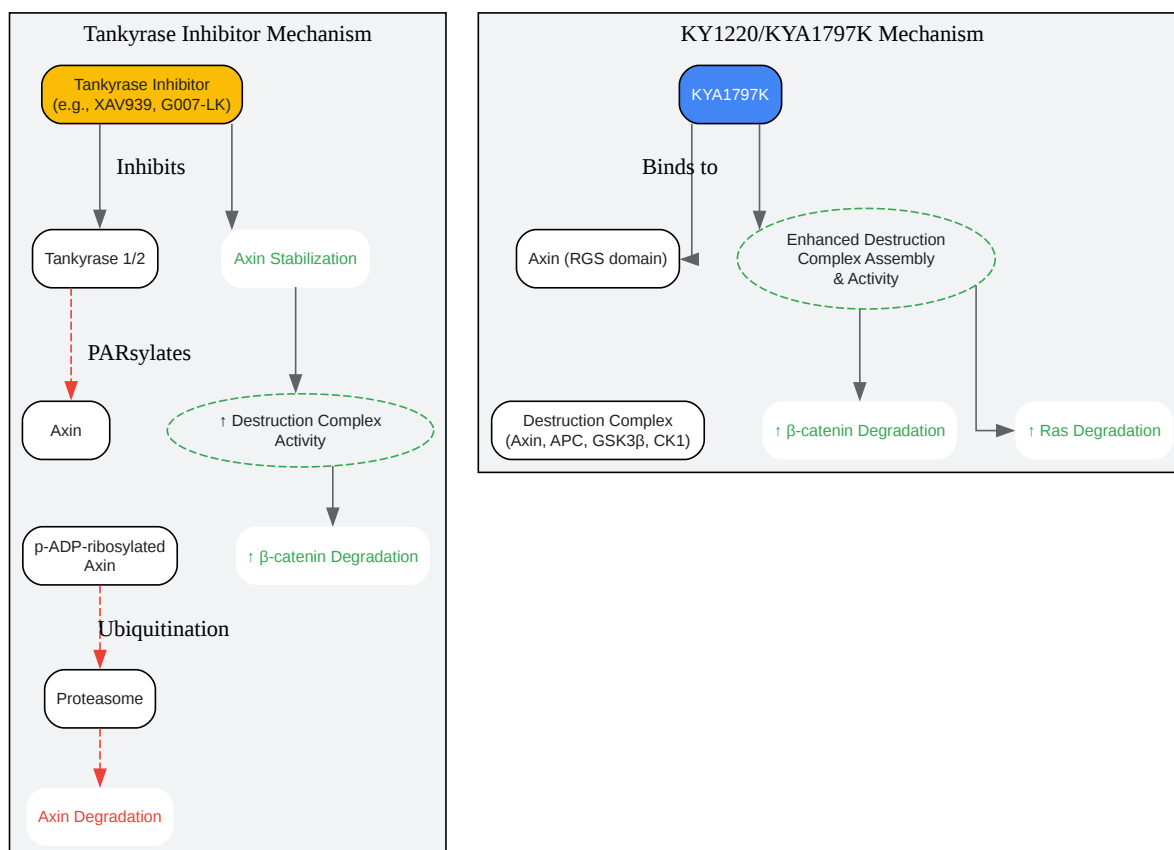 Tankyrase Inhibitor Mechanism
Tankyrase Inhibitor
(e.g., XAV939, G007-LK)
Inhibits
Tankyrase 1/2
Axin Stabilization
PARsylates
Axin
↑ Destruction Complex
Activity
p-ADP-ribosylated
Axin
↑ β-catenin Degradation
Ubiquitination
Proteasome
Axin Degradation
KY1220/KYA1797K Mechanism
KYA1797K
Binds to
Axin (RGS domain)
Enhanced Destruction
Complex Assembly
& Activity
Destruction Complex
(Axin, APC, GSK3β, CK1)
↑ β-catenin Degradation
↑ Ras Degradation